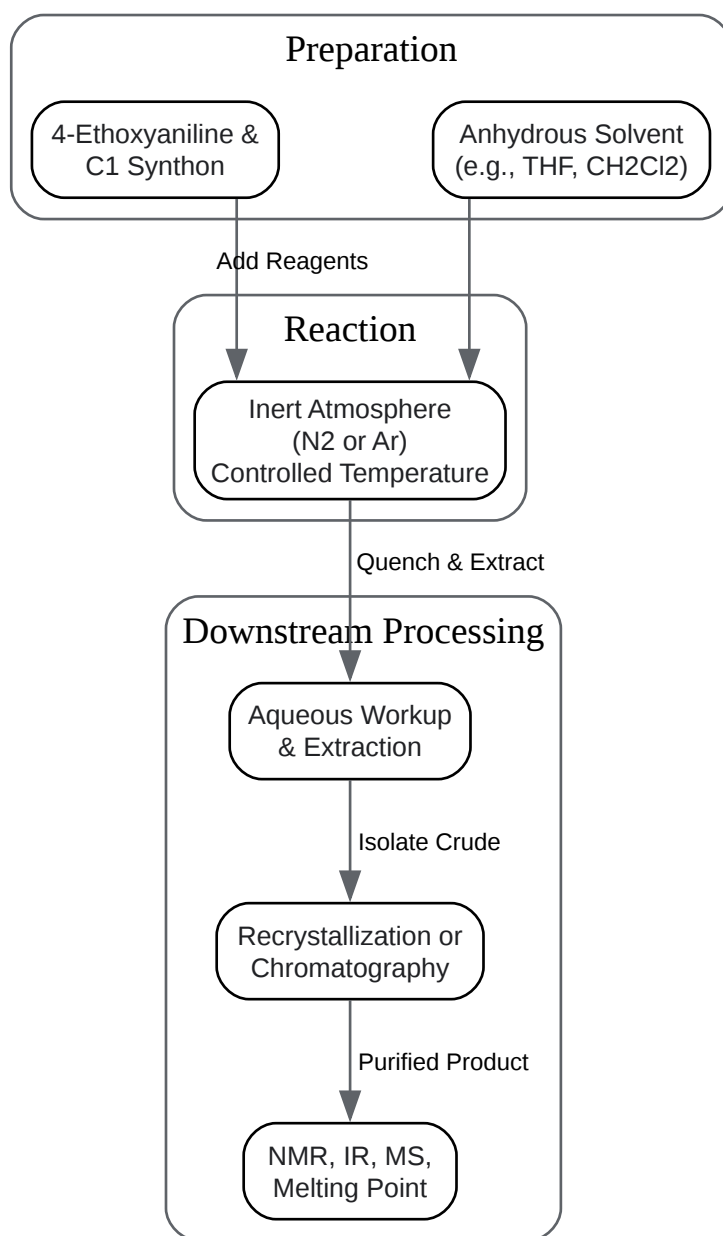 Preparation
4-Ethoxyaniline &
C1 Synthon
Anhydrous Solvent
(e.g., THF, CH2Cl2)
Add Reagents
Reaction
Inert Atmosphere
(N2 or Ar)
Controlled Temperature
Quench & Extract
Downstream Processing
Aqueous Workup
& Extraction
Isolate Crude
Recrystallization or
Chromatography
Purified Product
NMR, IR, MS,
Melting Point